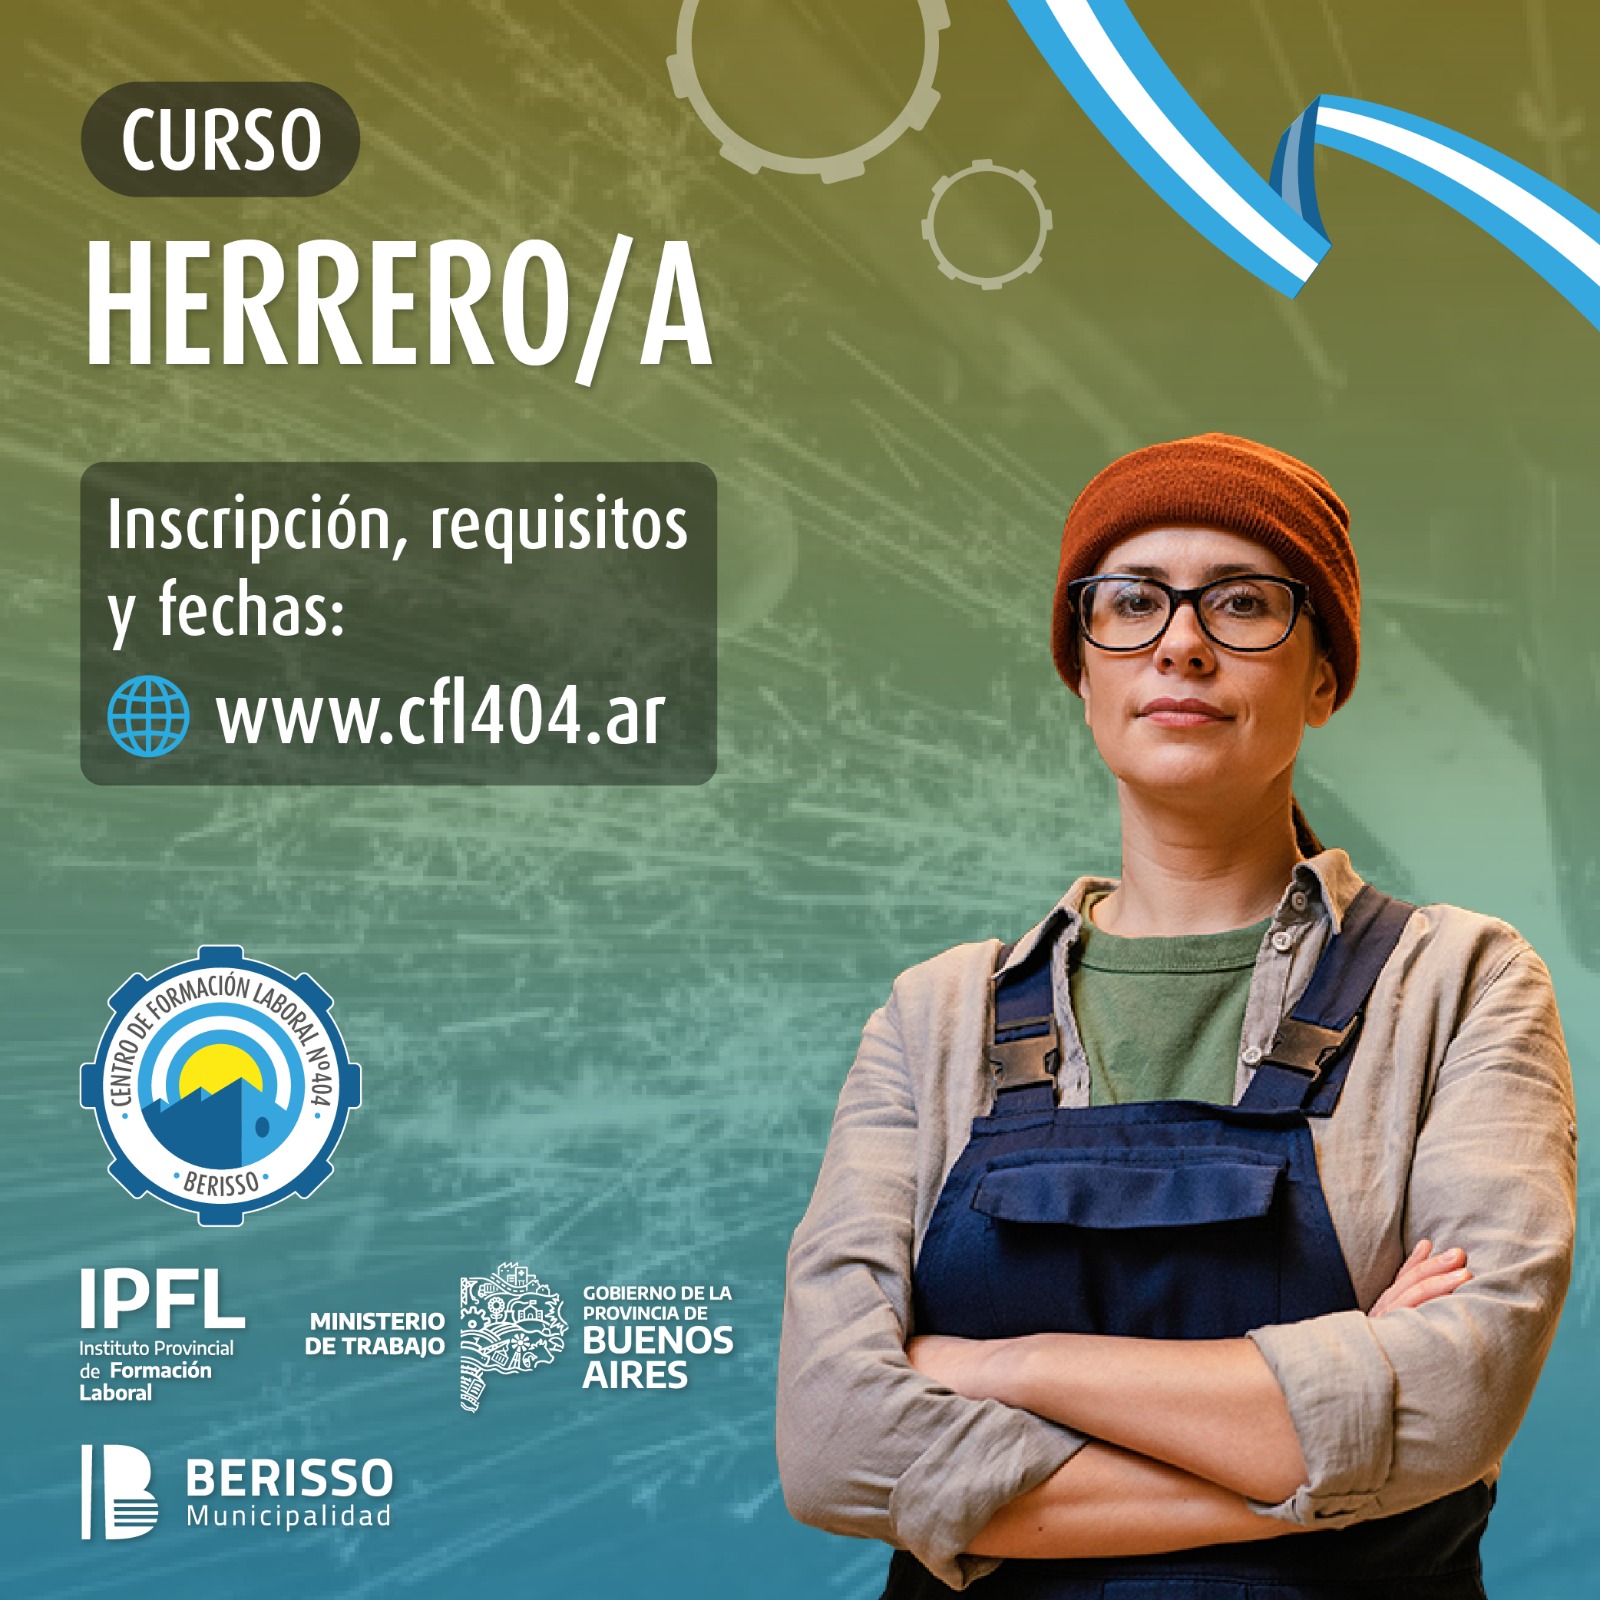 CURSO
HERRERO/A
Inscripción, requisitos
y fechas:
www.cfl404.ar
CENTRO DE FORMACIÓN LABORAL Nº404
BERISSO
IPFL
Instituto Provincial
de Formación
Laboral
MINISTERIO
DE TRABAJO
GOBIERNO DE LA
PROVINCIA DE
BUENOS
AIRES
BERISSO
Municipalidad